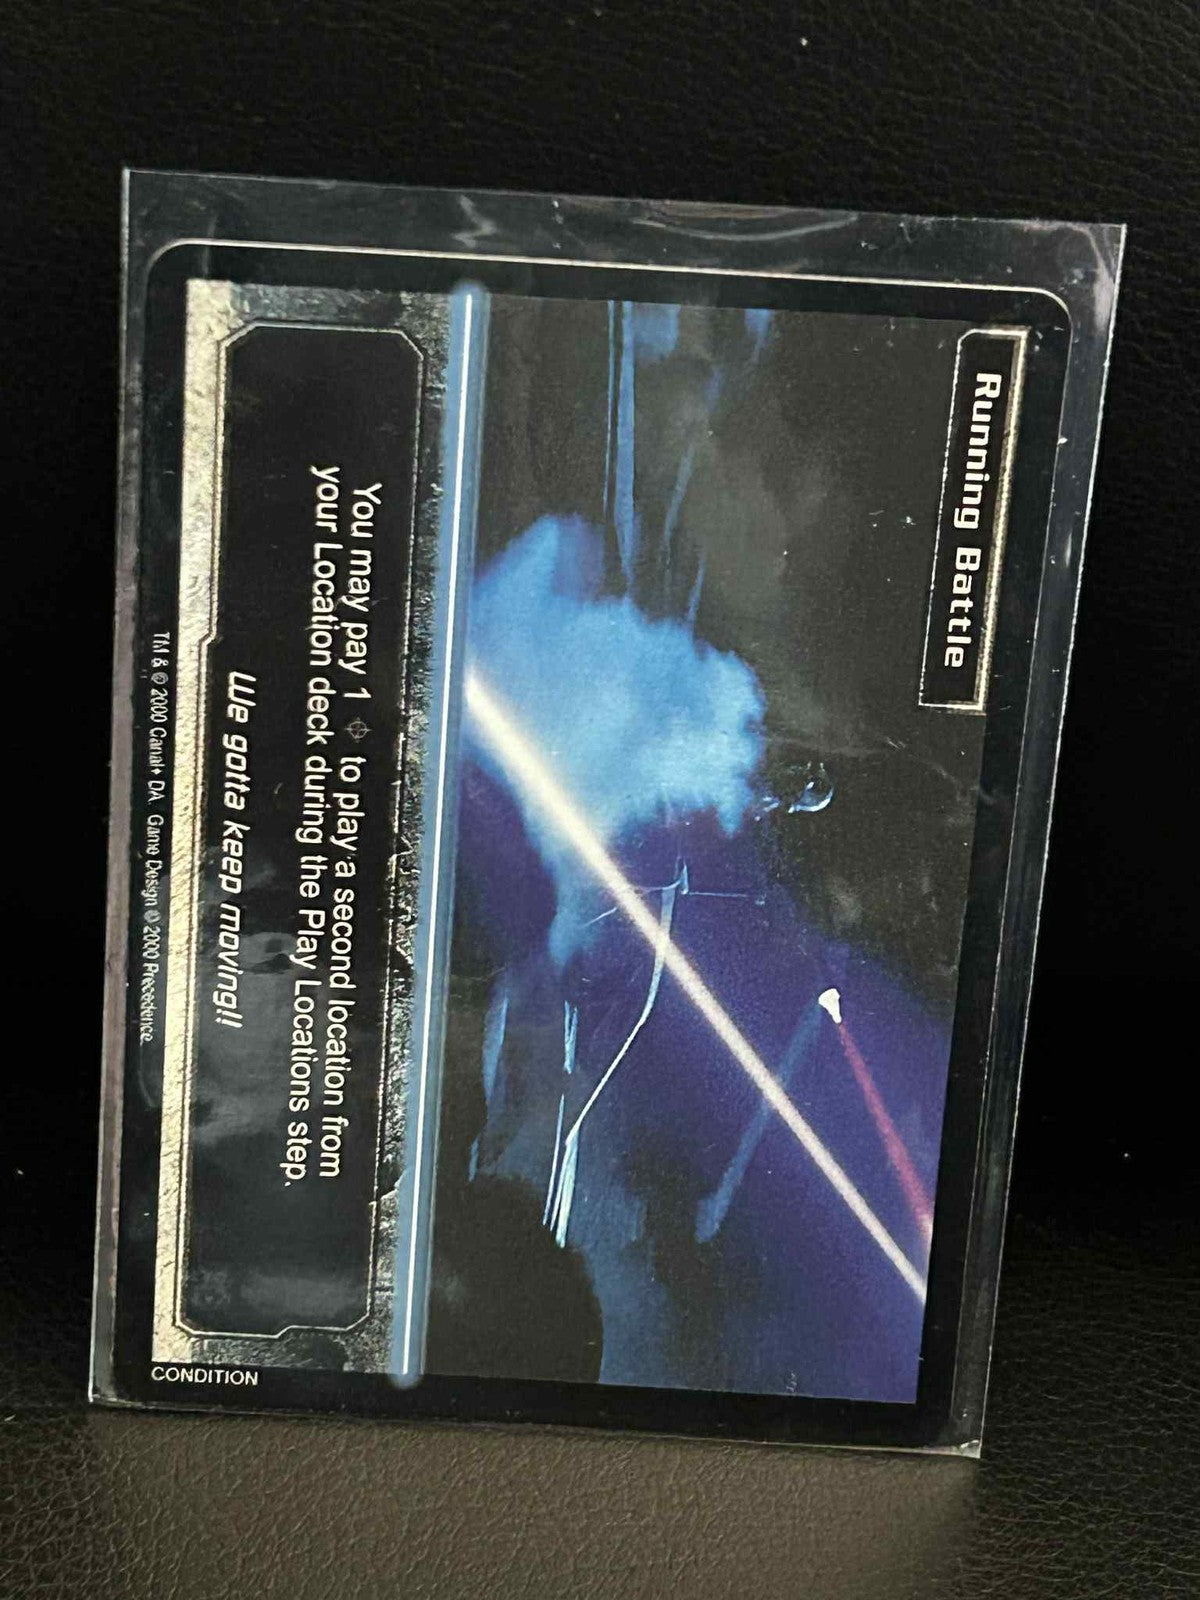 Running Battle
You may pay 1 to play a second location from
your Location deck during the Play Locations step.
We gotta keep moving!!
TM & © 2000 Canal+ DA. Game Design © 2000 Precedence.
CONDITION